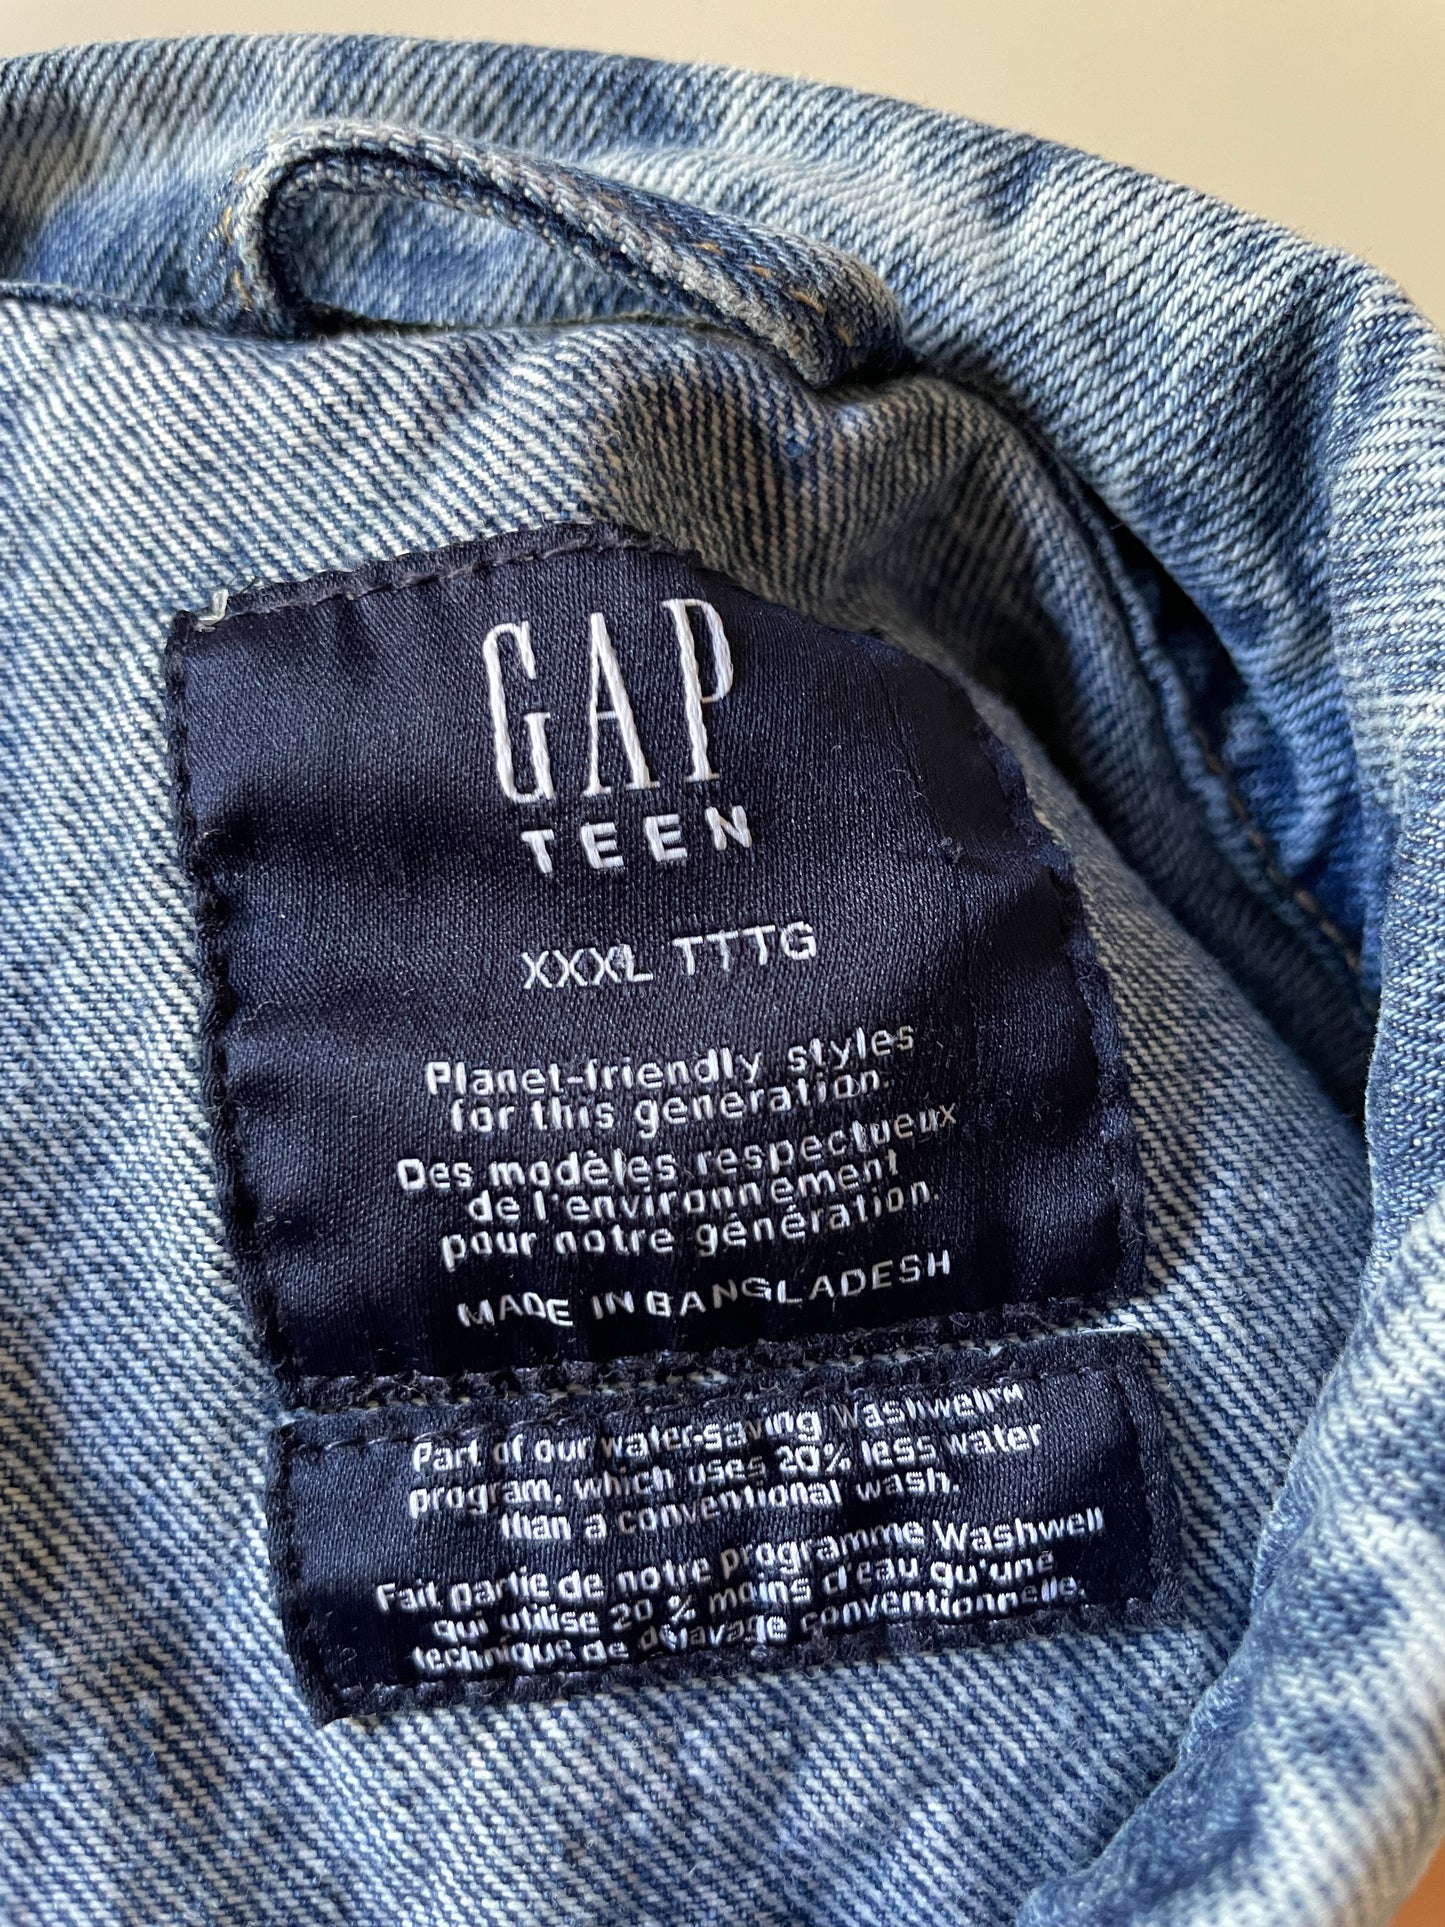 GAP
TEEN
XXXL TTTG
Planet-friendly styles
for this generation.
Des modèles respectueux
de l'environnement
pour notre génération.
MADE IN BANGLADESH
Part of our water-saving Washwell™
program, which uses 20% less water
than a conventional wash.
Fait partie de notre programme Washwell
qui utilise 20 % moins d'eau qu'une
technique de délavage conventionnelle.